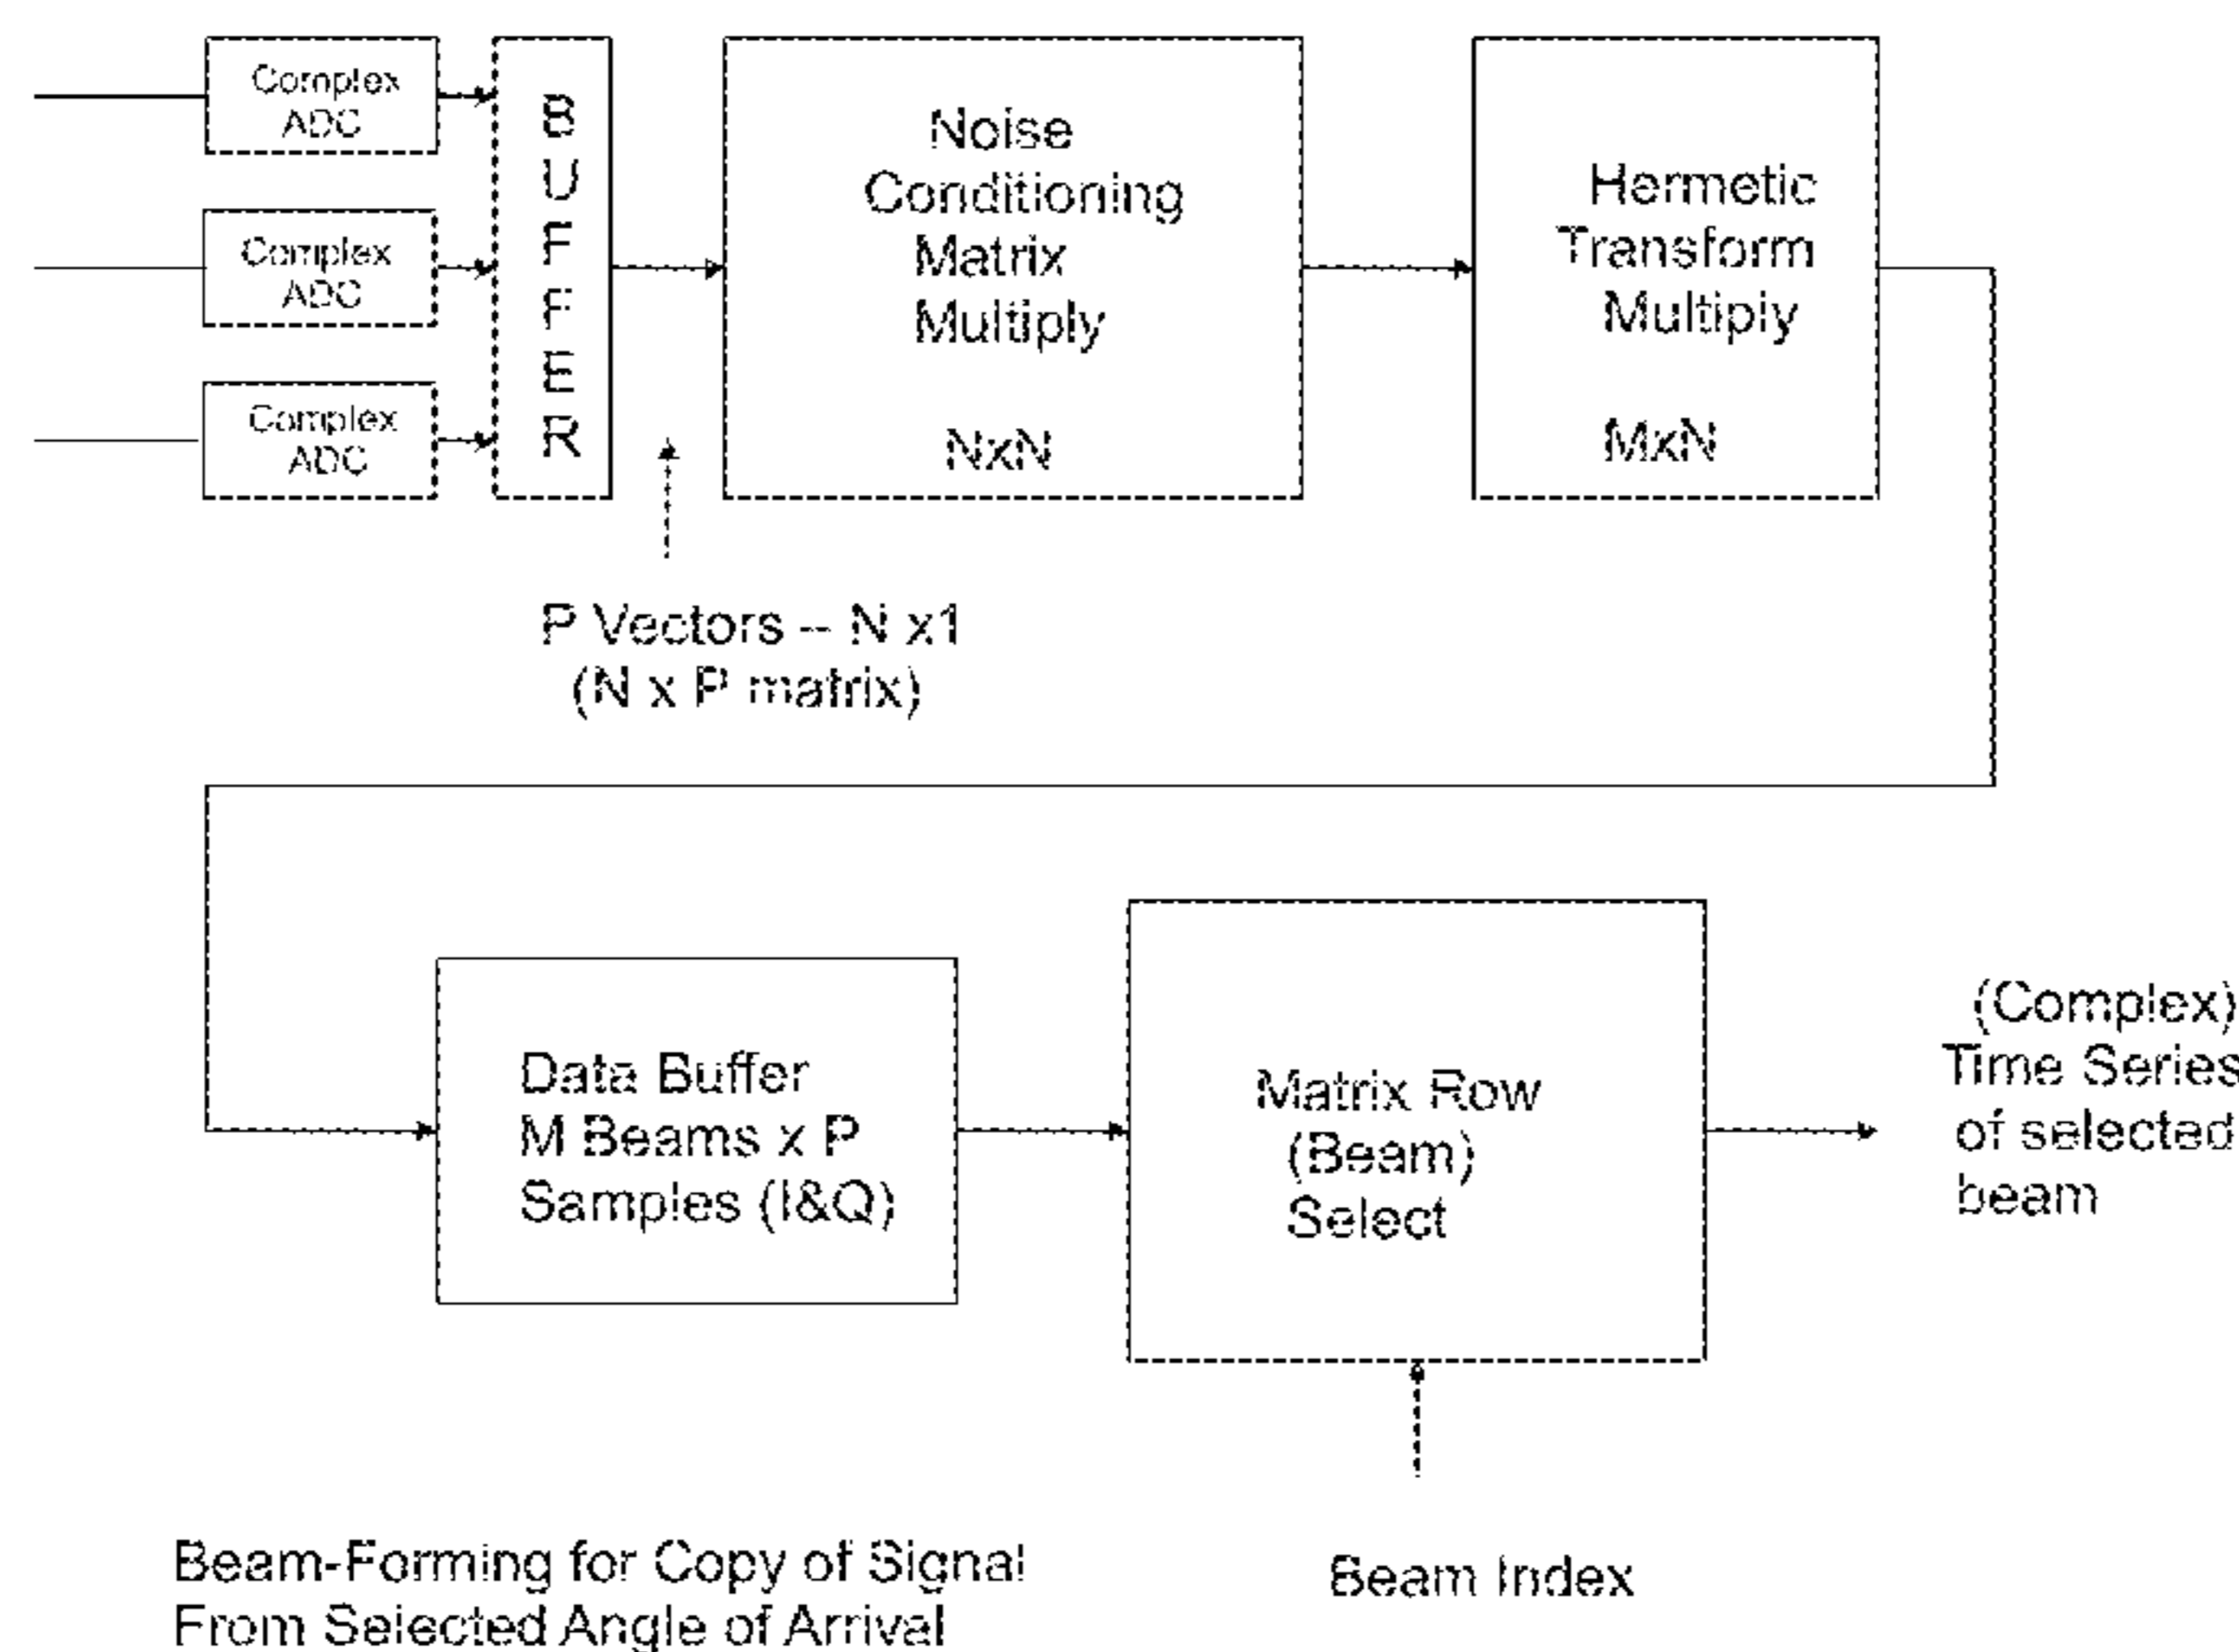 Complex
ADC
Complex
ADC
Complex
ADC
B
U
F
F
E
R
Noise
Conditioning
Matrix
Multiply
NxN
Hermetic
Transform
Multiply
MxN
P Vectors -- N x1
(N x P matrix)
Data Buffer
M Beams x P
Samples (I&Q)
Matrix Row
(Beam)
Select
(Complex)
Time Series
of selected
beam
Beam Index
Beam-Forming for Copy of Signal
From Selected Angle of Arrival